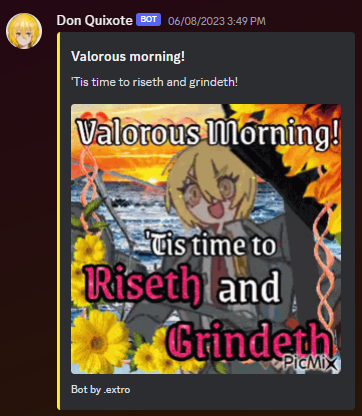 Don Quixote BOT 06/08/2023 3:49 PM
Valorous morning!
'Tis time to riseth and grindeth!
Valorous Morning!
'Tis time to
Riseth and
Grindeth
PicMix
Bot by .extro